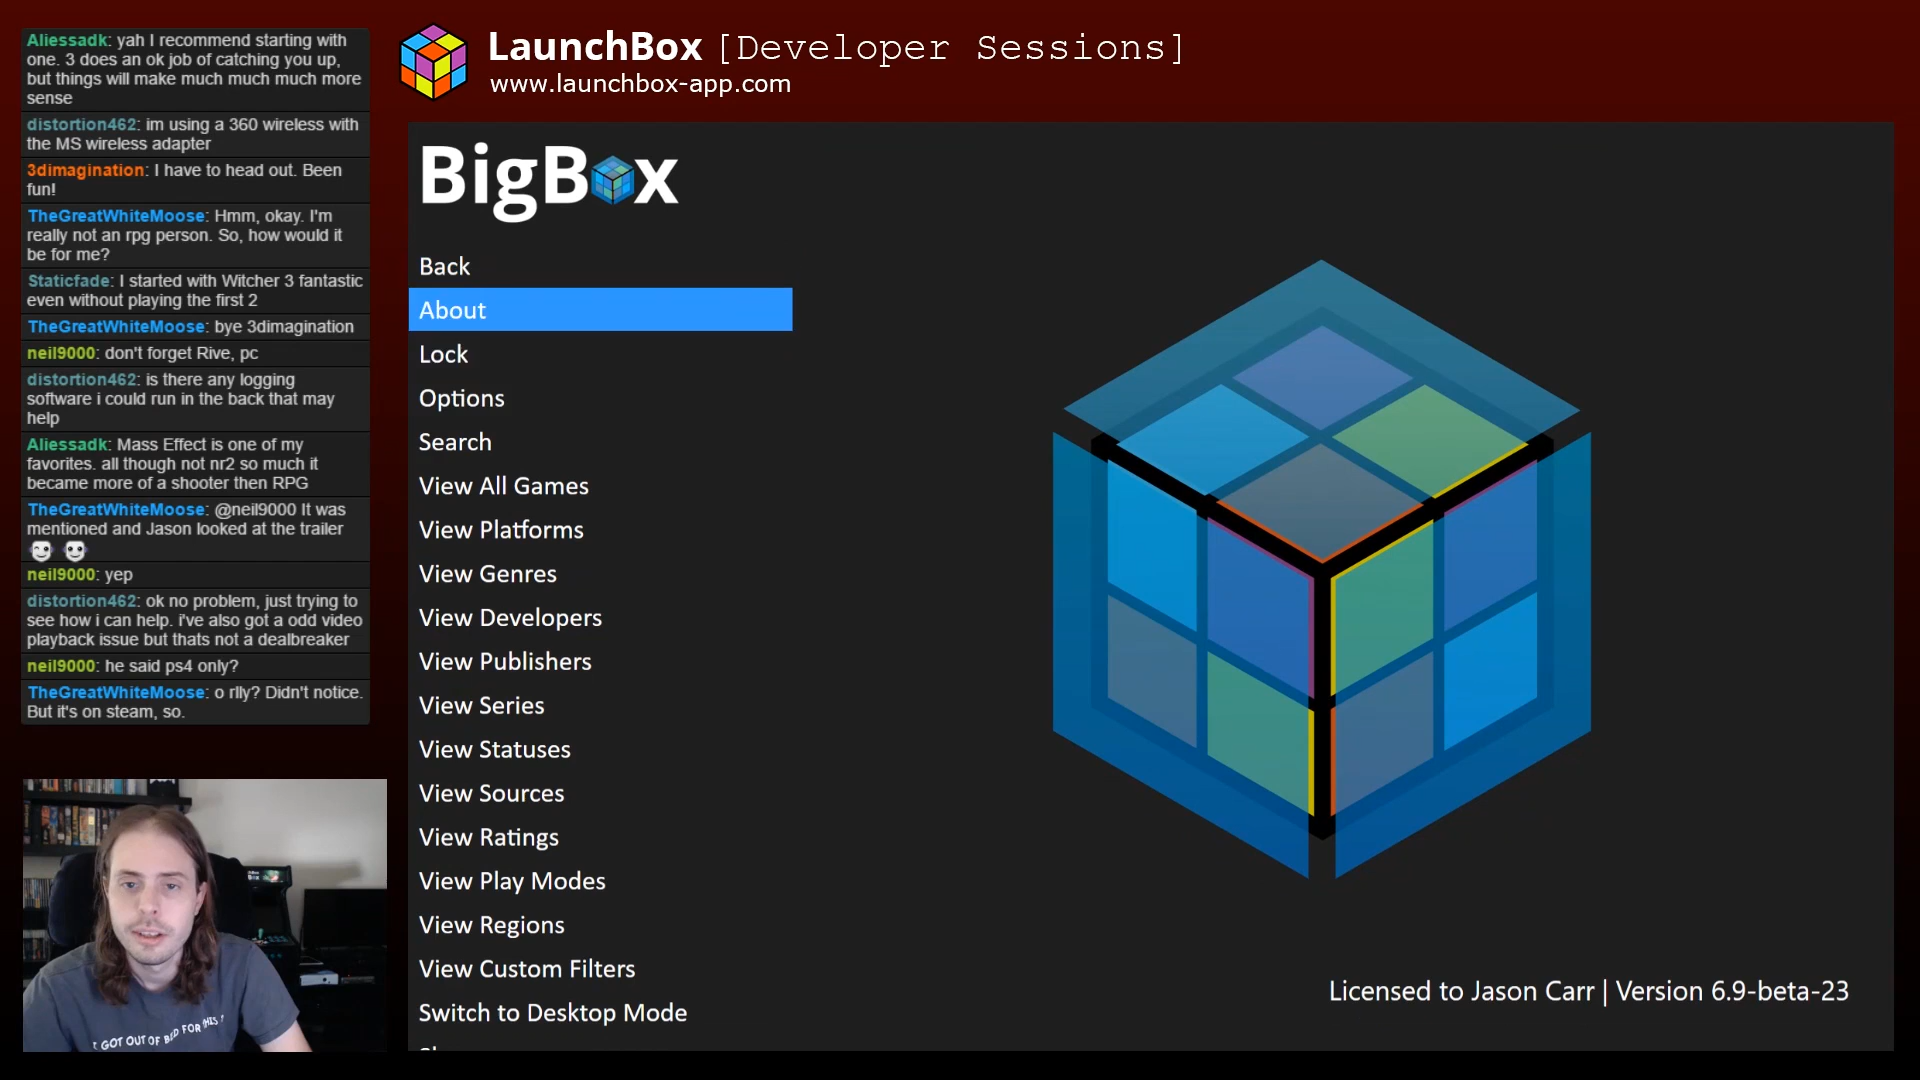 Aliessadk: yah I recommend starting with
one. 3 does an ok job of catching you up,
but things will make much much much more
sense
distortion462: im using a 360 wireless with
the MS wireless adapter
3dimagination: I have to head out. Been
fun!
TheGreatWhiteMoose: Hmm, okay. I'm
really not an rpg person. So, how would it
be for me?
Staticfade: I started with Witcher 3 fantastic
even without playing the first 2
TheGreatWhiteMoose: bye 3dimagination
neil9000: don't forget Rive, pc
distortion462: is there any logging
software i could run in the back that may
help
Aliessadk: Mass Effect is one of my
favorites. all though not nr2 so much it
became more of a shooter then RPG
TheGreatWhiteMoose: @neil9000 It was
mentioned and Jason looked at the trailer
neil9000: yep
distortion462: ok no problem, just trying to
see how i can help. i've also got a odd video
playback issue but thats not a dealbreaker
neil9000: he said ps4 only?
TheGreatWhiteMoose: o rlly? Didn't notice.
But it's on steam, so.
LaunchBox [Developer Sessions]
www.launchbox-app.com
BigBox
Back
About
Lock
Options
Search
View All Games
View Platforms
View Genres
View Developers
View Publishers
View Series
View Statuses
View Sources
View Ratings
View Play Modes
View Regions
View Custom Filters
Switch to Desktop Mode
Licensed to Jason Carr | Version 6.9-beta-23
I GOT OUT OF BED FOR THIS?